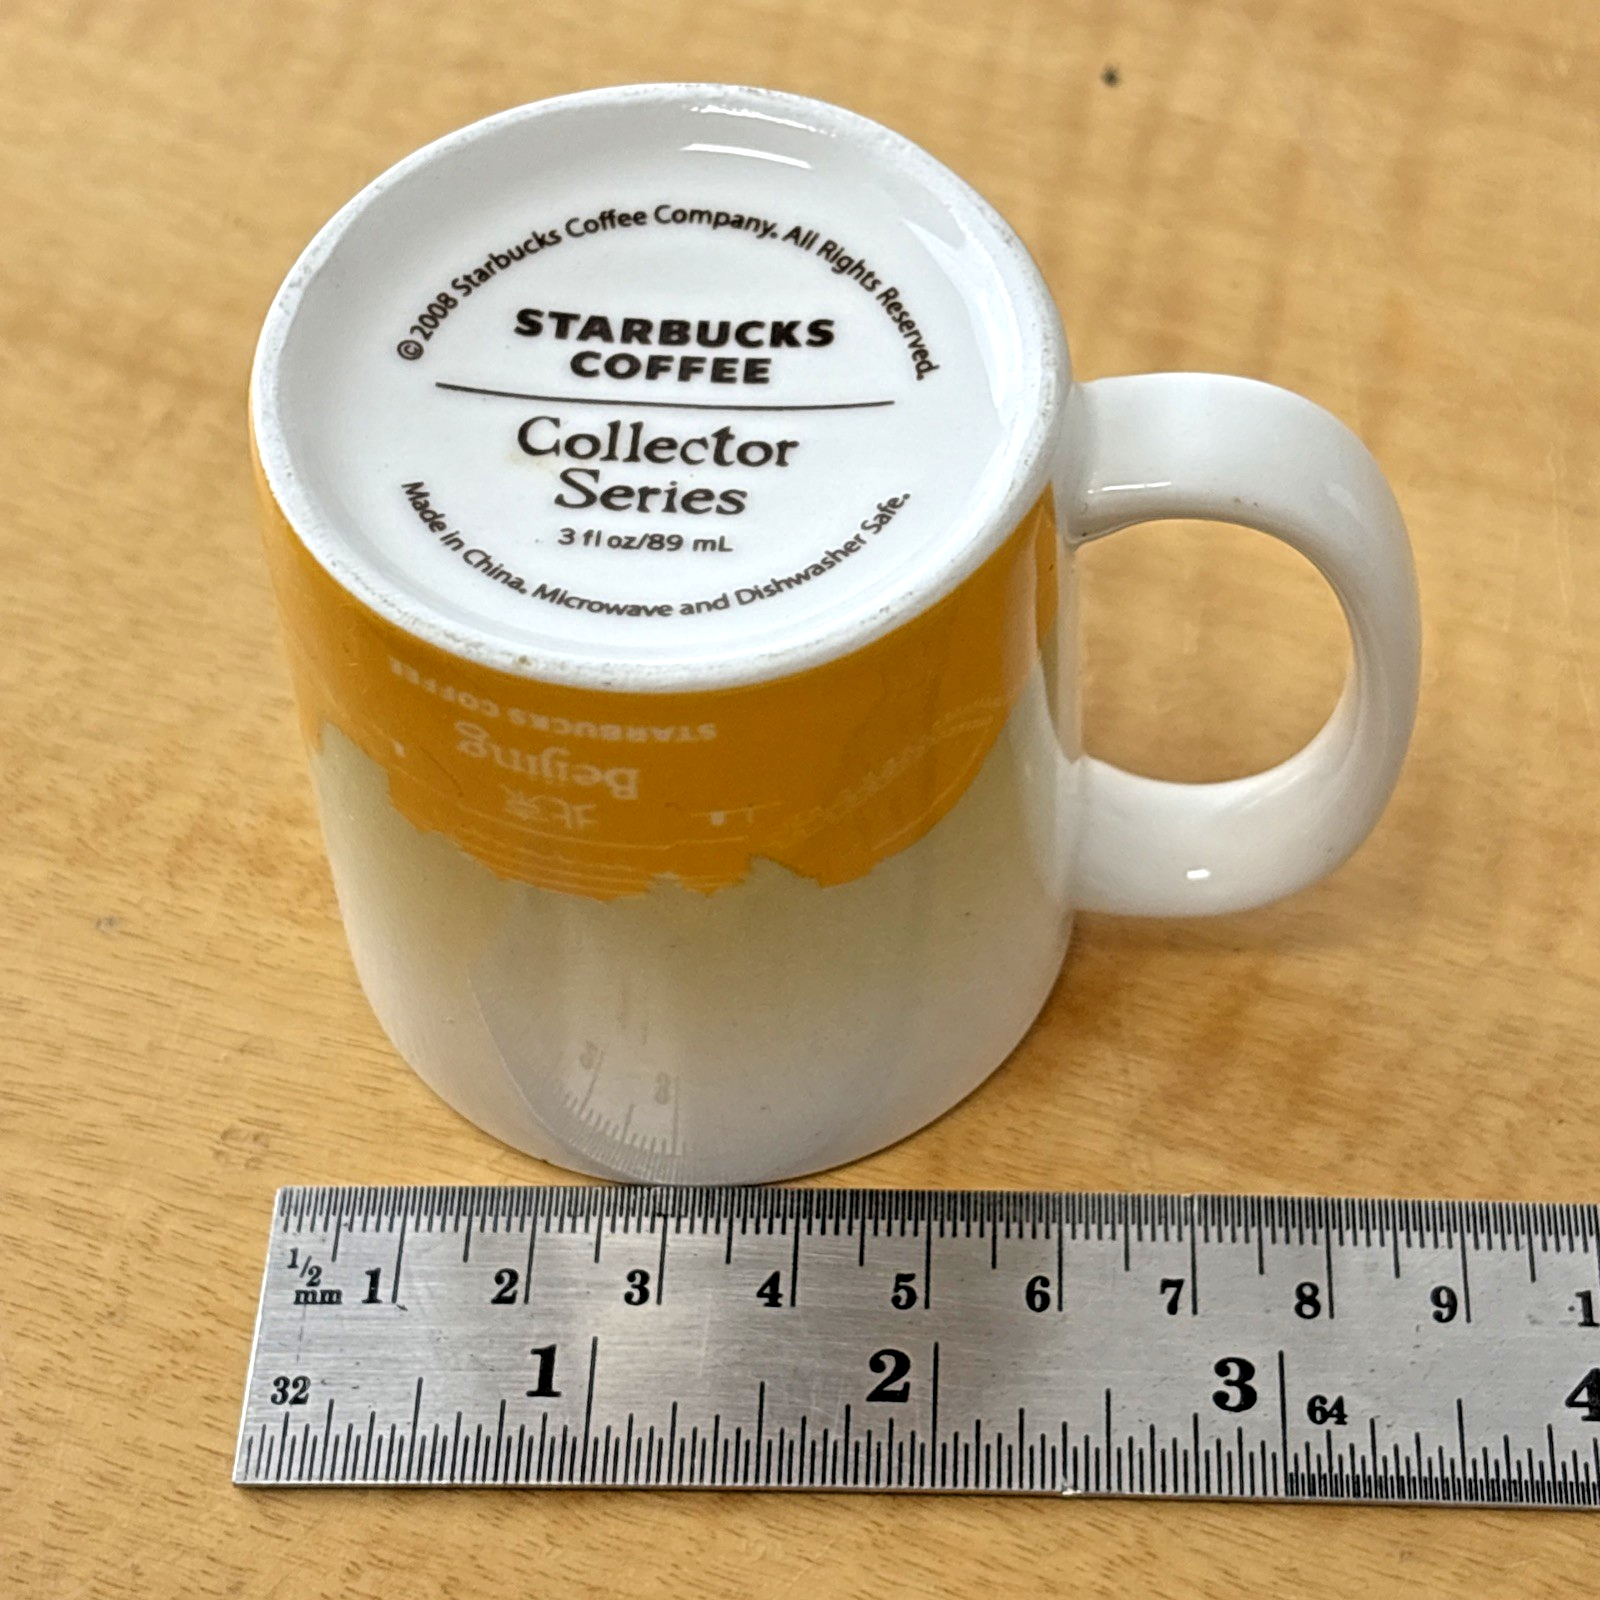 ©2008 Starbucks Coffee Company. All Rights Reserved.
STARBUCKS
COFFEE
Collector
Series
3 fl oz/89 mL
Made in China. Microwave and Dishwasher Safe.
STARBUCKS COFFEE
Beijing
北京
1/2
mm 1 2 3 4 5 6 7 8 9
1 2 3 4
32 64